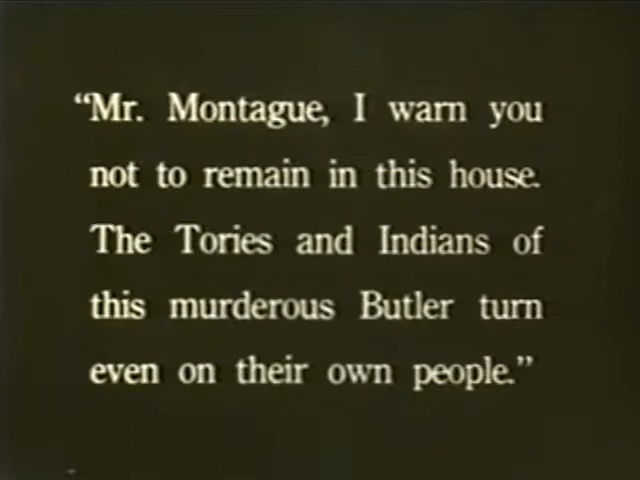 “Mr. Montague, I warn you
not to remain in this house.
The Tories and Indians of
this murderous Butler turn
even on their own people.”